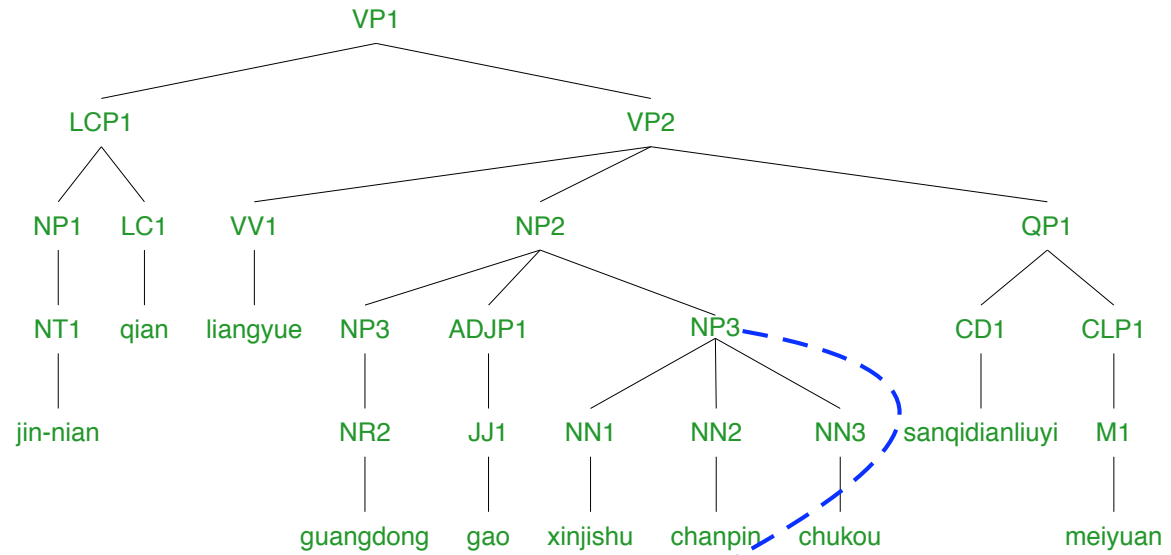 VP1
LCP1 VP2
NP1 LC1 VV1 NP2 QP1
NT1 qian liangyue NP3 ADJP1 NP3 CD1 CLP1
jin-nian NR2 JJ1 NN1 NN2 NN3 sanqidianliuyi M1
guangdong gao xinjishu chanpin chukou meiyuan